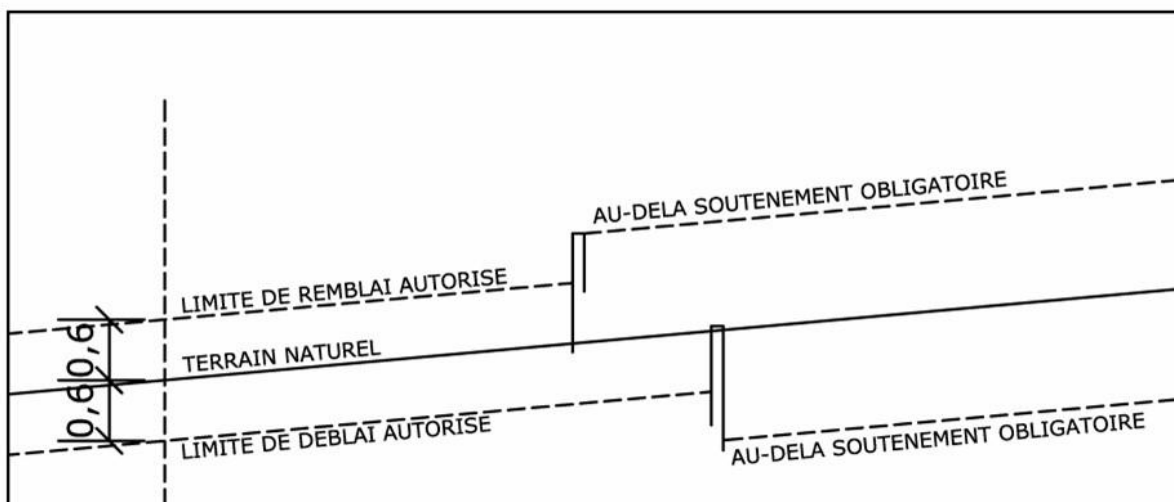 AU-DELA SOUTENEMENT OBLIGATOIRE
LIMITE DE REMBLAI AUTORISE
0,6
TERRAIN NATUREL
0,6
LIMITE DE DEBLAI AUTORISE
AU-DELA SOUTENEMENT OBLIGATOIRE